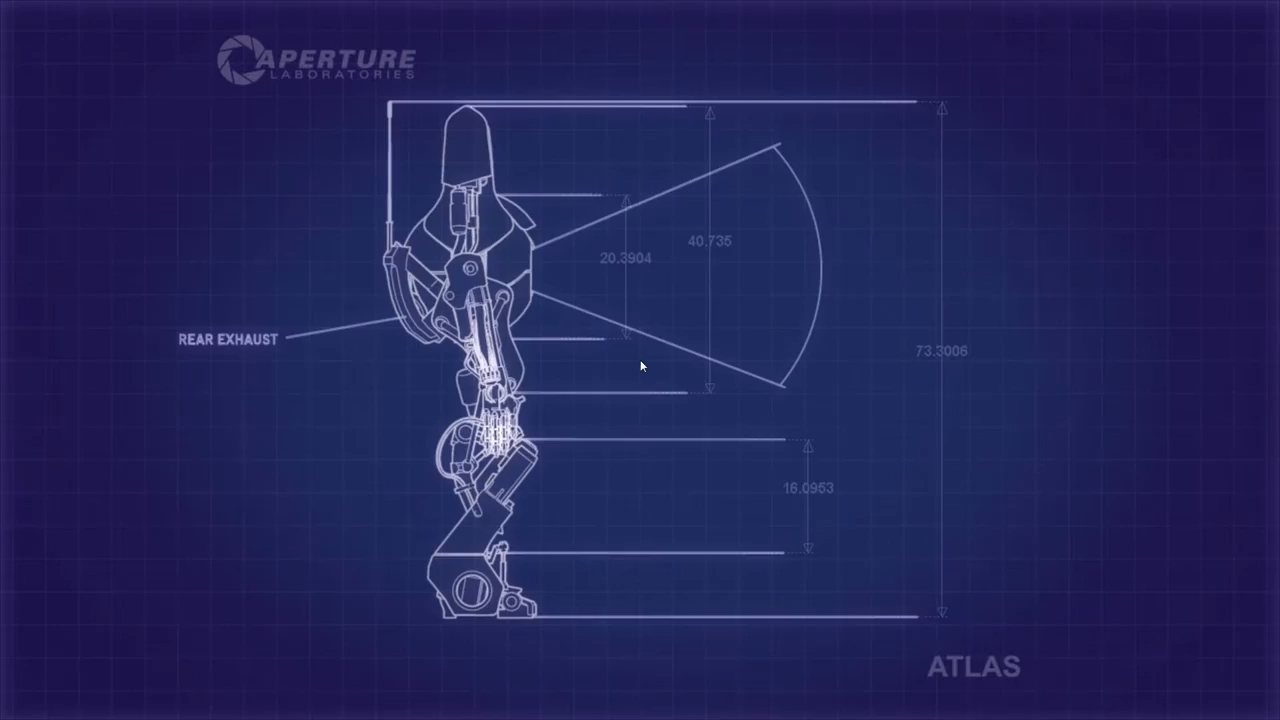 APERTURE
LABORATORIES
40.735
20.3904
REAR EXHAUST
73.3006
16.0953
ATLAS